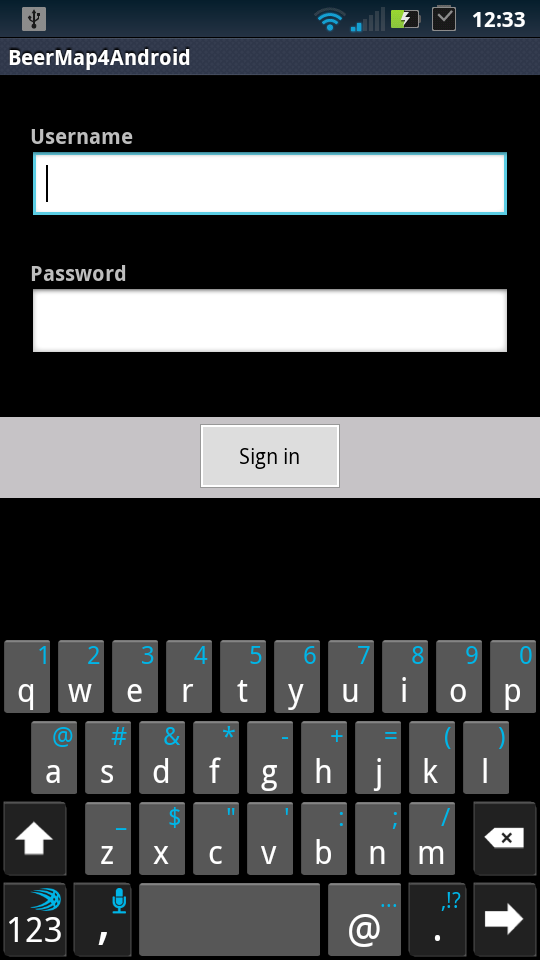 12:33
BeerMap4Android
Username
Password
Sign in
1 2 3 4 5 6 7 8 9 0
q w e r t y u i o p
@ # & * - + = ( )
a s d f g h j k l
_ $ " ' : ; /
z x c v b n m
... ,!?
123 , @ .